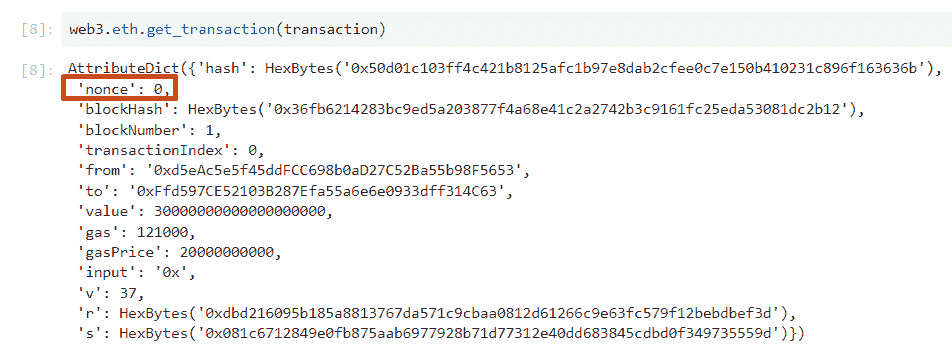 [8]: web3.eth.get_transaction(transaction)
[8]: AttributeDict({'hash': HexBytes('0x50d01c103ff4c421b8125afc1b97e8dab2cfee0c7e150b410231c896f163636b'),
'nonce': 0,
'blockHash': HexBytes('0x36fb6214283bc9ed5a203877f4a68e41c2a2742b3c9161fc25eda53081dc2b12'),
'blockNumber': 1,
'transactionIndex': 0,
'from': '0xd5eAc5e5f45ddFCC698b0aD27C52Ba55b98F5653',
'to': '0xFfd597CE52103B287Efa55a6e6e0933dff314C63',
'value': 30000000000000000000,
'gas': 121000,
'gasPrice': 20000000000,
'input': '0x',
'v': 37,
'r': HexBytes('0xdbd216095b185a8813767da571c9cbaa0812d61266c9e63fc579f12bebdbef3d'),
's': HexBytes('0x081c6712849e0fb875aab6977928b71d77312e40dd683845cdbd0f349735559d')})